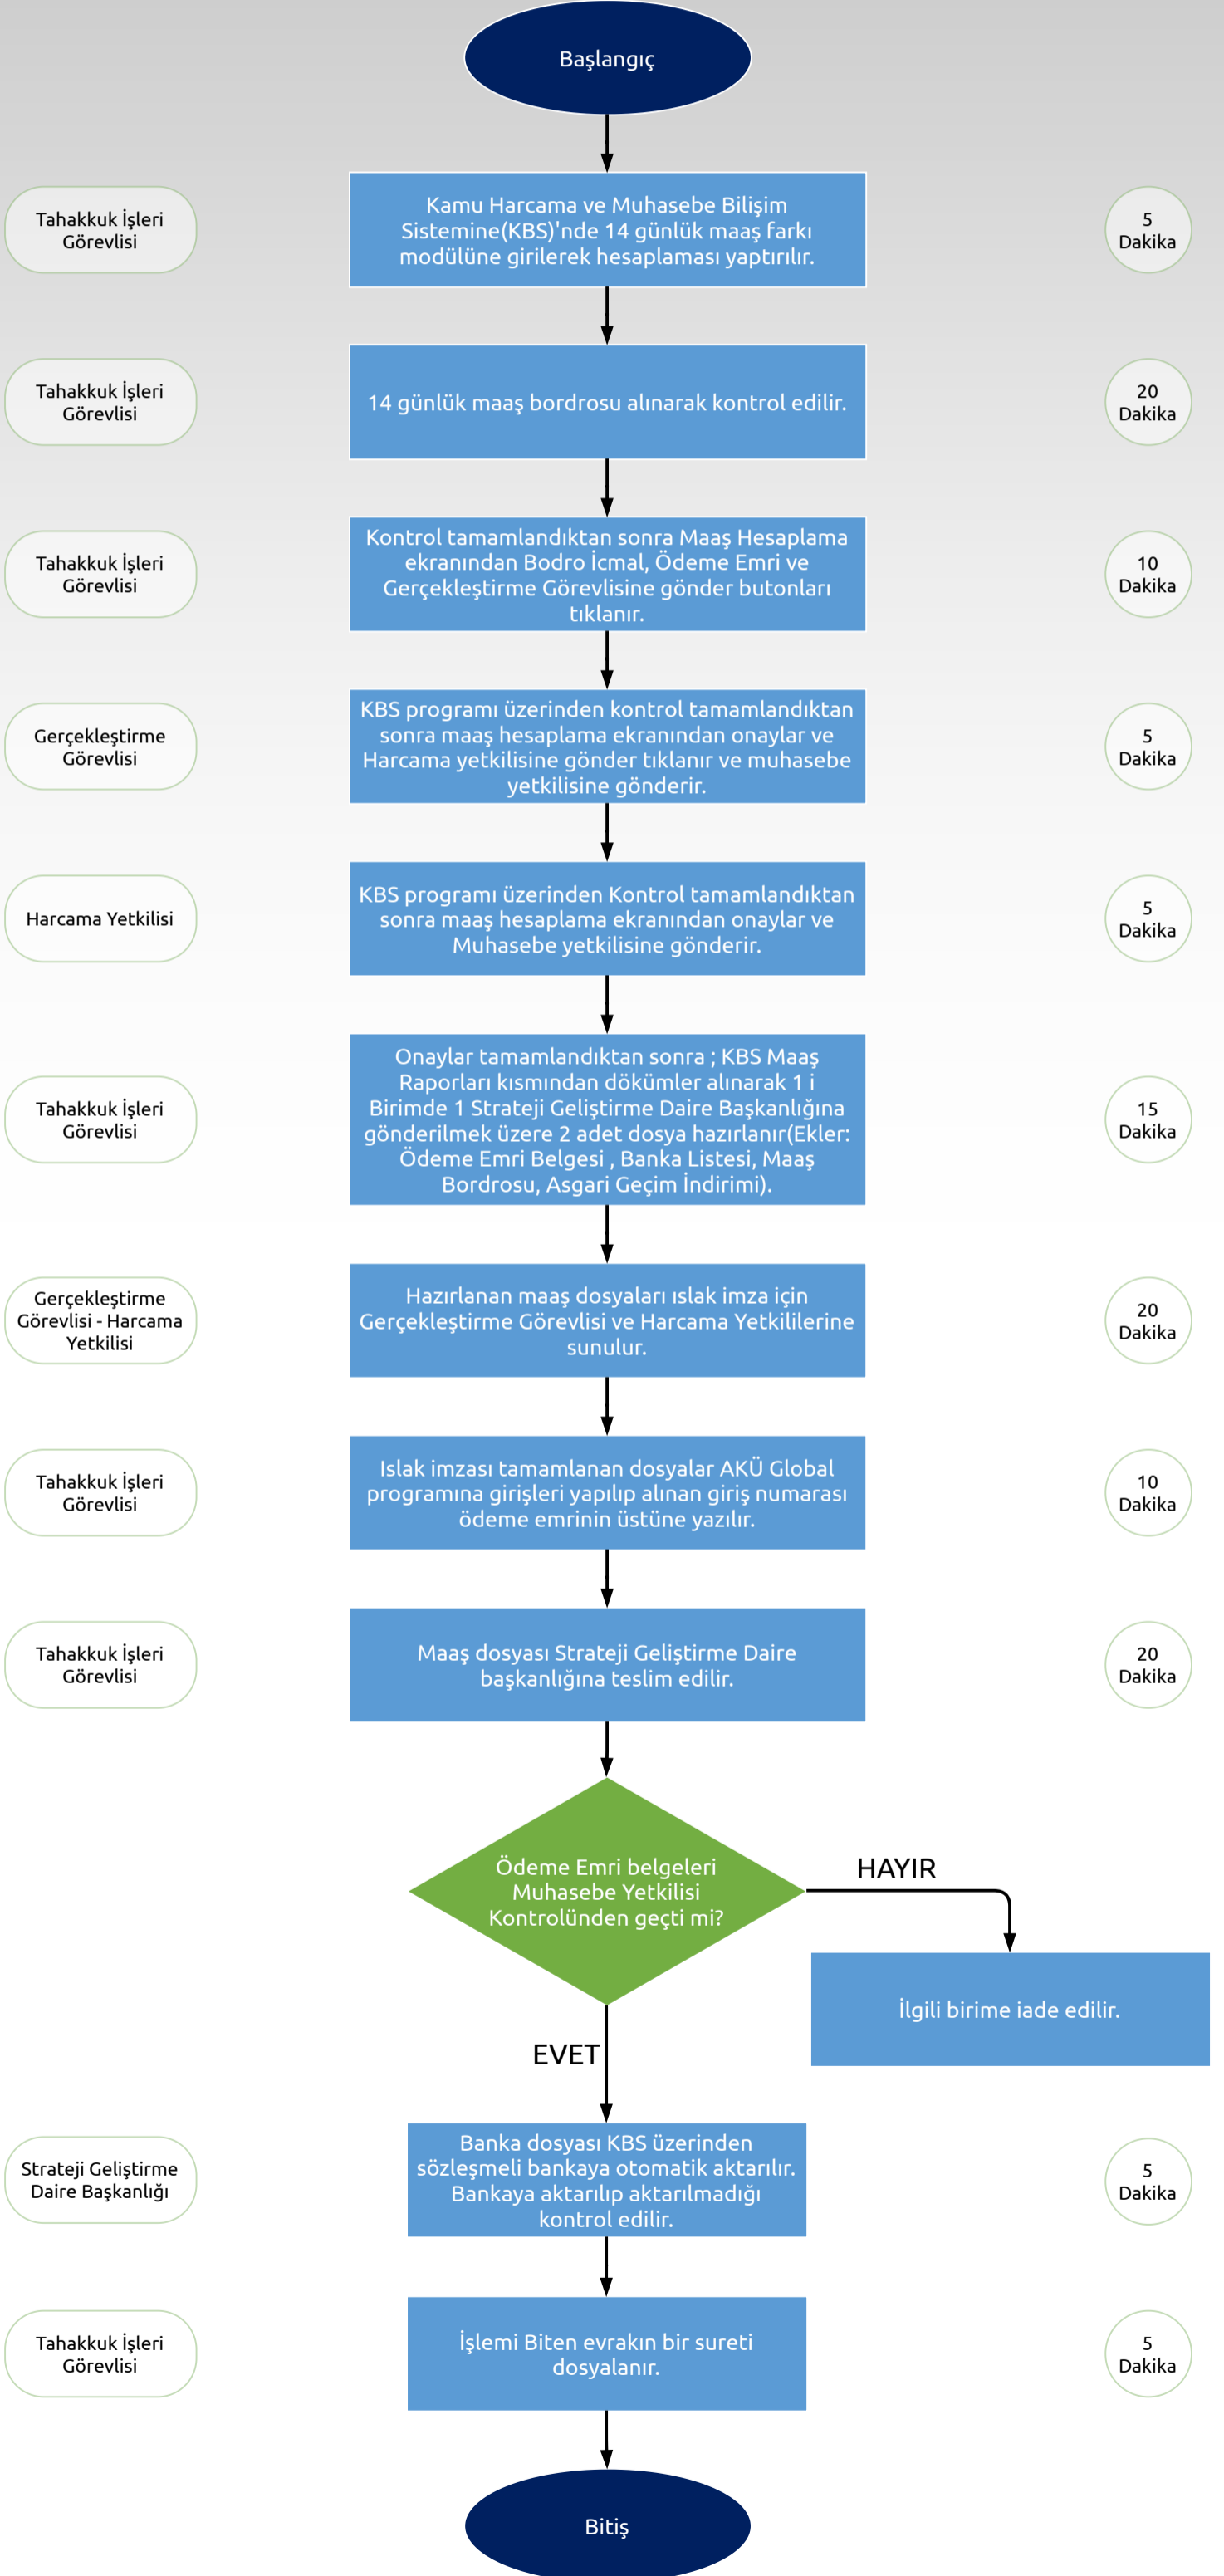 Başlangıç
Tahakkuk İşleri
Görevlisi
Kamu Harcama ve Muhasebe Bilişim
Sistemine(KBS)'nde 14 günlük maaş farkı
modülüne girilerek hesaplaması yaptırılır.
5
Dakika
Tahakkuk İşleri
Görevlisi
14 günlük maaş bordrosu alınarak kontrol edilir.
20
Dakika
Tahakkuk İşleri
Görevlisi
Kontrol tamamlandıktan sonra Maaş Hesaplama
ekranından Bodro İcmal, Ödeme Emri ve
Gerçekleştirme Görevlisine gönder butonları
tıklanır.
10
Dakika
Gerçekleştirme
Görevlisi
KBS programı üzerinden kontrol tamamlandıktan
sonra maaş hesaplama ekranından onaylar ve
Harcama yetkilisine gönder tıklanır ve muhasebe
yetkilisine gönderir.
5
Dakika
Harcama Yetkilisi
KBS programı üzerinden Kontrol tamamlandıktan
sonra maaş hesaplama ekranından onaylar ve
Muhasebe yetkilisine gönderir.
5
Dakika
Tahakkuk İşleri
Görevlisi
Onaylar tamamlandıktan sonra ; KBS Maaş
Raporları kısmından dökümler alınarak 1 i
Birimde 1 Strateji Geliştirme Daire Başkanlığına
gönderilmek üzere 2 adet dosya hazırlanır(Ekler:
Ödeme Emri Belgesi , Banka Listesi, Maaş
Bordrosu, Asgari Geçim İndirimi).
15
Dakika
Gerçekleştirme
Görevlisi - Harcama
Yetkilisi
Hazırlanan maaş dosyaları ıslak imza için
Gerçekleştirme Görevlisi ve Harcama Yetkililerine
sunulur.
20
Dakika
Tahakkuk İşleri
Görevlisi
Islak imzası tamamlanan dosyalar AKÜ Global
programına girişleri yapılıp alınan giriş numarası
ödeme emrinin üstüne yazılır.
10
Dakika
Tahakkuk İşleri
Görevlisi
Maaş dosyası Strateji Geliştirme Daire
başkanlığına teslim edilir.
20
Dakika
Ödeme Emri belgeleri
Muhasebe Yetkilisi
Kontrolünden geçti mi?
HAYIR
İlgili birime iade edilir.
EVET
Strateji Geliştirme
Daire Başkanlığı
Banka dosyası KBS üzerinden
sözleşmeli bankaya otomatik aktarılır.
Bankaya aktarılıp aktarılmadığı
kontrol edilir.
5
Dakika
Tahakkuk İşleri
Görevlisi
İşlemi Biten evrakın bir sureti
dosyalanır.
5
Dakika
Bitiş